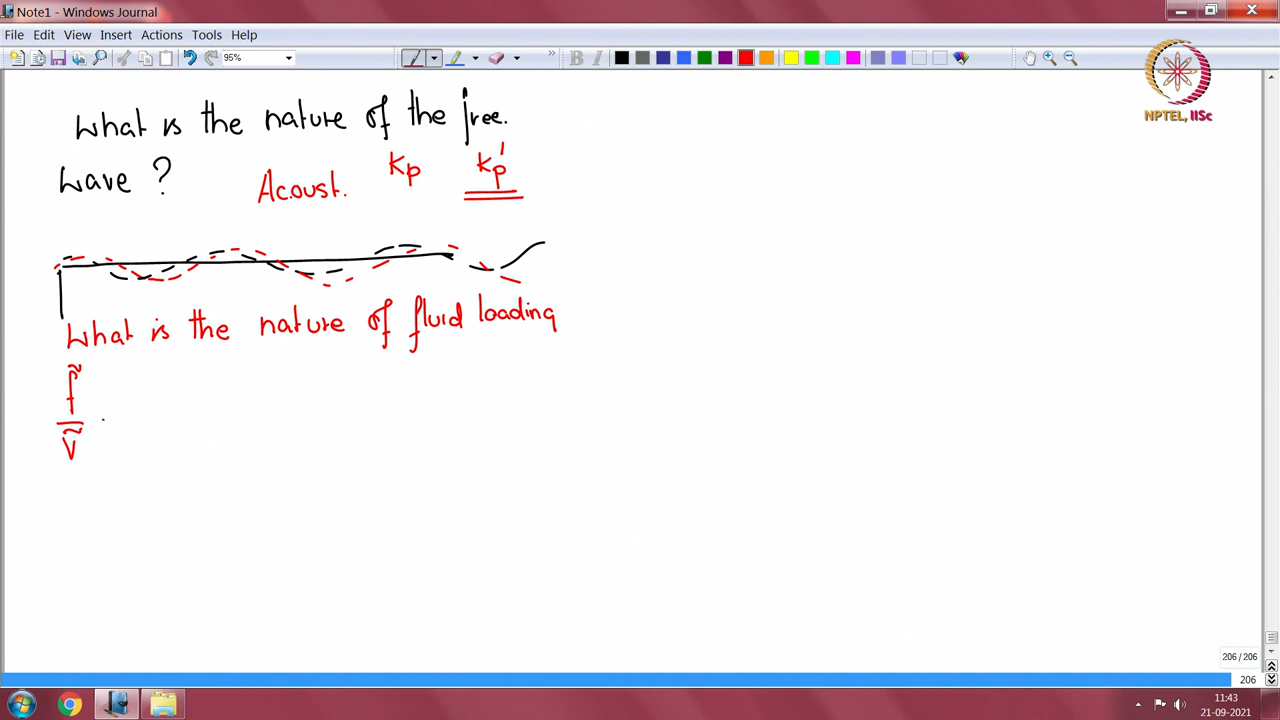 Note1 - Windows Journal
File Edit View Insert Actions Tools Help
95%
B I
NPTEL, IISc
What is the nature of the free.
wave ?
Acoust. kp kp'
What is the nature of fluid loading
f̃
ṽ
206 / 206
206
11:43
21-09-2021